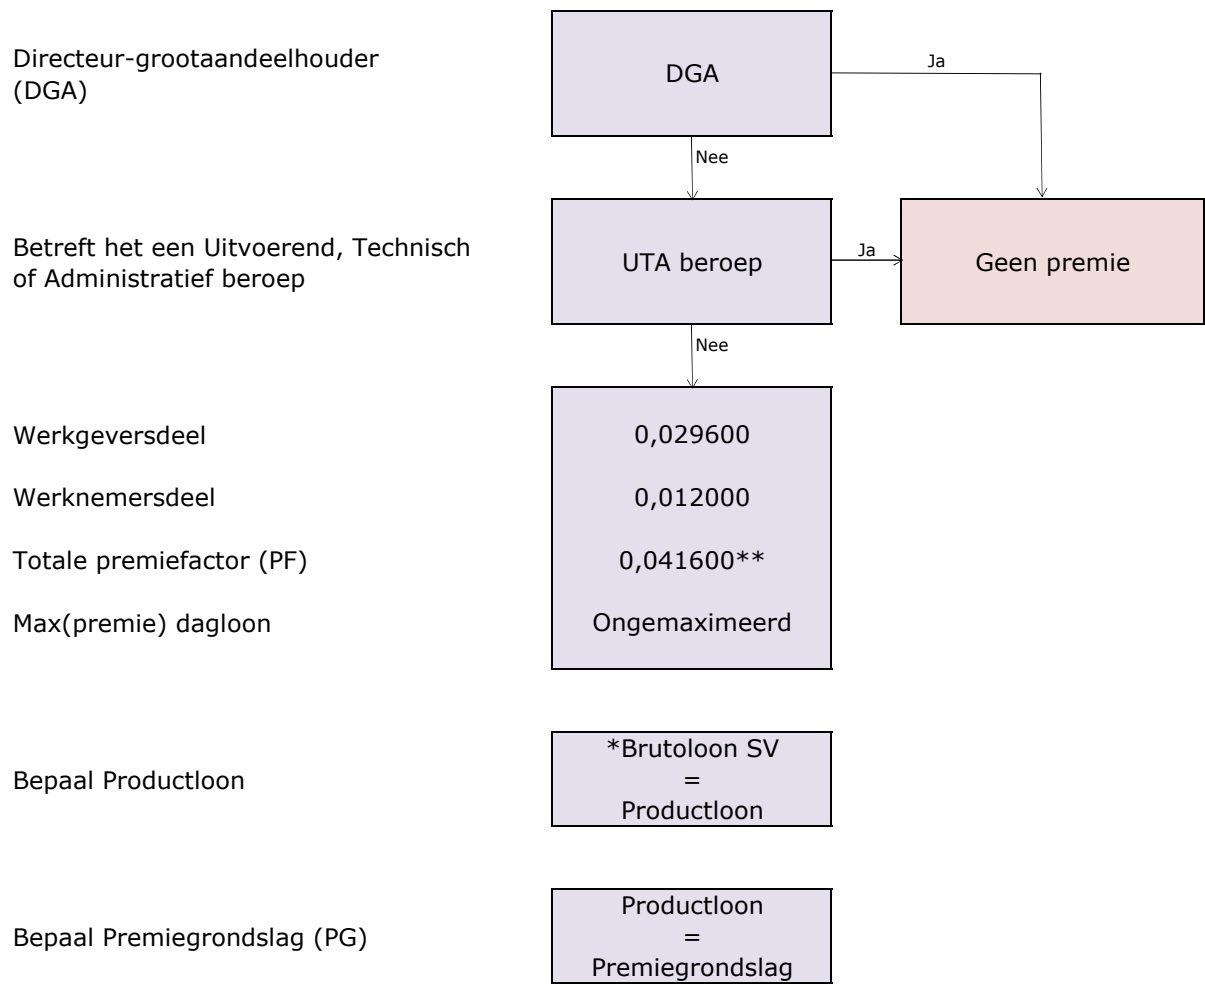 Directeur-grootaandeelhouder
(DGA)
DGA
Ja
Nee
Betreft het een Uitvoerend, Technisch
of Administratief beroep
UTA beroep
Ja
Geen premie
Nee
Werkgeversdeel
0,029600
Werknemersdeel
0,012000
Totale premiefactor (PF)
0,041600**
Max(premie) dagloon
Ongemaximeerd
Bepaal Productloon
*Brutoloon SV
=
Productloon
Bepaal Premiegrondslag (PG)
Productloon
=
Premiegrondslag